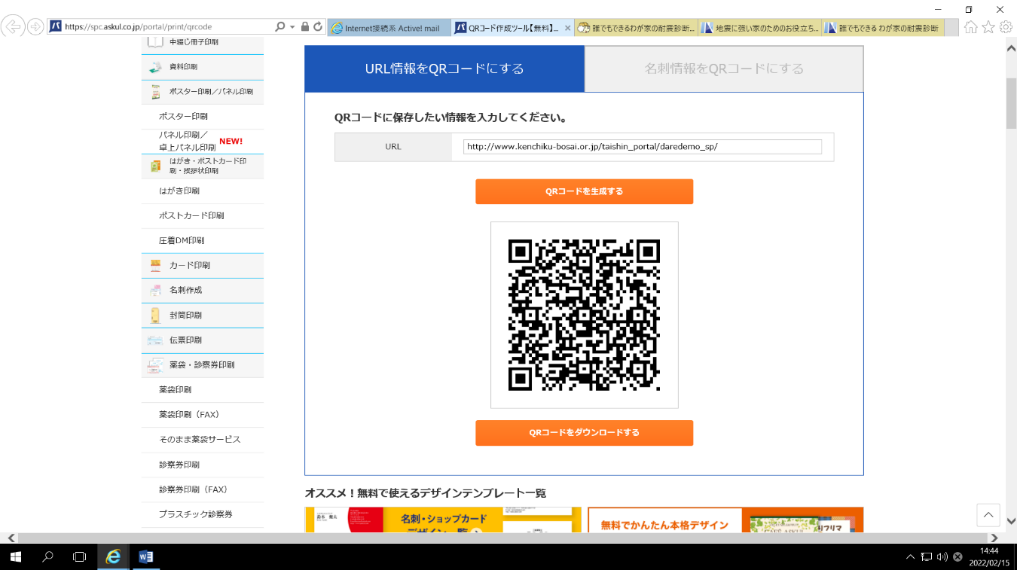 https://spc.askul.co.jp/portal/print/qrcode
Internet接続系 Active! mail
QRコード作成ツール【無料】...
誰でもできるわが家の耐震診断...
地震に強い家のためのお役立ち...
誰でもできる わが家の耐震診断
中綴じ冊子印刷
資料印刷
ポスター印刷／パネル印刷
ポスター印刷
パネル印刷／
卓上パネル印刷 NEW!
はがき・ポストカード印
刷・挨拶状印刷
はがき印刷
ポストカード印刷
圧着DM印刷
カード印刷
名刺作成
封筒印刷
伝票印刷
薬袋・診察券印刷
薬袋印刷
薬袋印刷（FAX）
そのまま薬袋サービス
診察券印刷
診察券印刷（FAX）
プラスチック診察券
URL情報をQRコードにする
名刺情報をQRコードにする
QRコードに保存したい情報を入力してください。
URL
http://www.kenchiku-bosai.or.jp/taishin_portal/daredemo_sp/
QRコードを生成する
QRコードをダウンロードする
オススメ！無料で使えるデザインテンプレート一覧
名刺・ショップカード
デザイン一覧
無料でかんたん本格デザイン
フリマ
14:44
2022/02/15